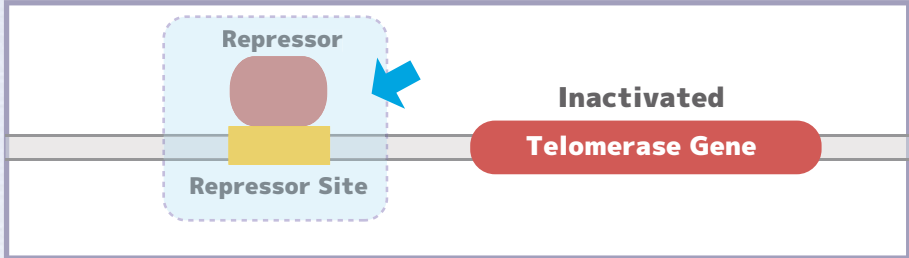 Repressor
Inactivated
Telomerase Gene
Repressor Site